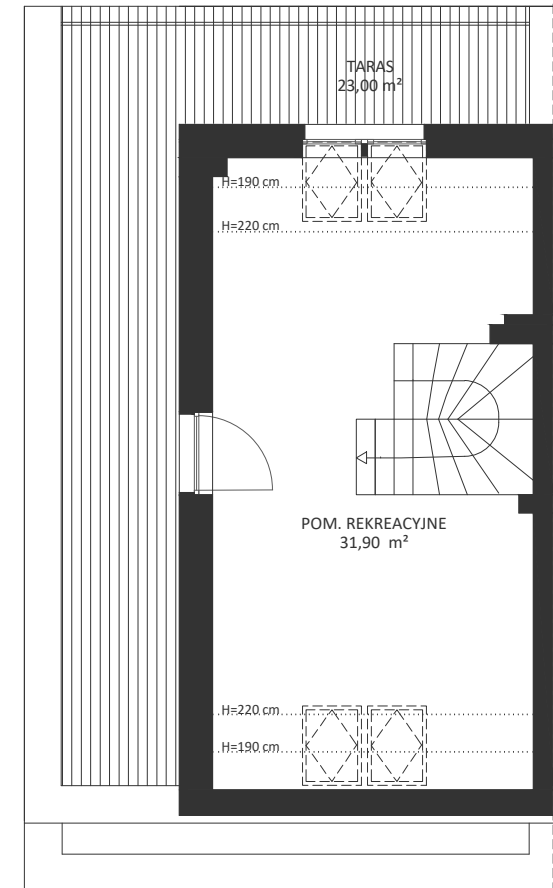 TARAS
23,00 m²
H=190 cm
H=220 cm
POM. REKREACYJNE
31,90 m²
H=220 cm
H=190 cm